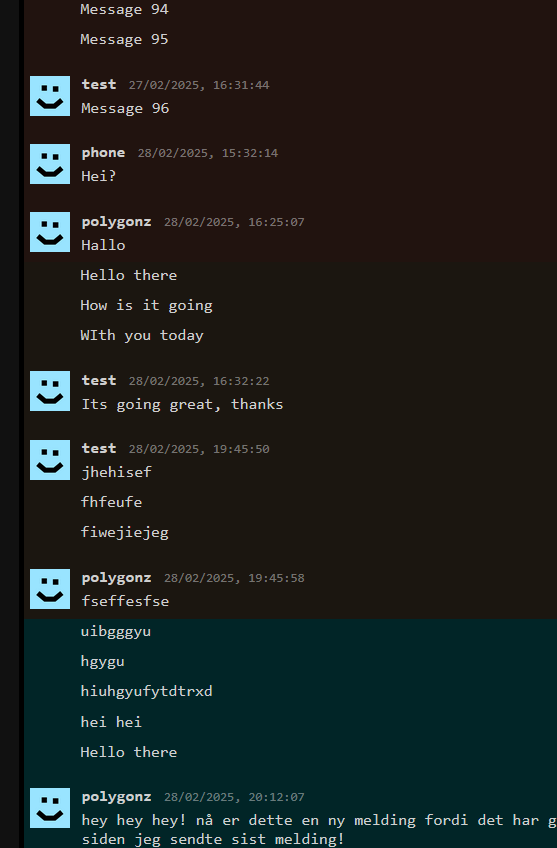 Message 94
Message 95
test 27/02/2025, 16:31:44
Message 96
phone 28/02/2025, 15:32:14
Hei?
polygonz 28/02/2025, 16:25:07
Hallo
Hello there
How is it going
WIth you today
test 28/02/2025, 16:32:22
Its going great, thanks
test 28/02/2025, 19:45:50
jhehisef
fhfeufe
fiwejiejeg
polygonz 28/02/2025, 19:45:58
fseffesfse
uibgggyu
hgygu
hiuhgyufytdtrxd
hei hei
Hello there
polygonz 28/02/2025, 20:12:07
hey hey hey! nå er dette en ny melding fordi det har g
siden jeg sendte sist melding!